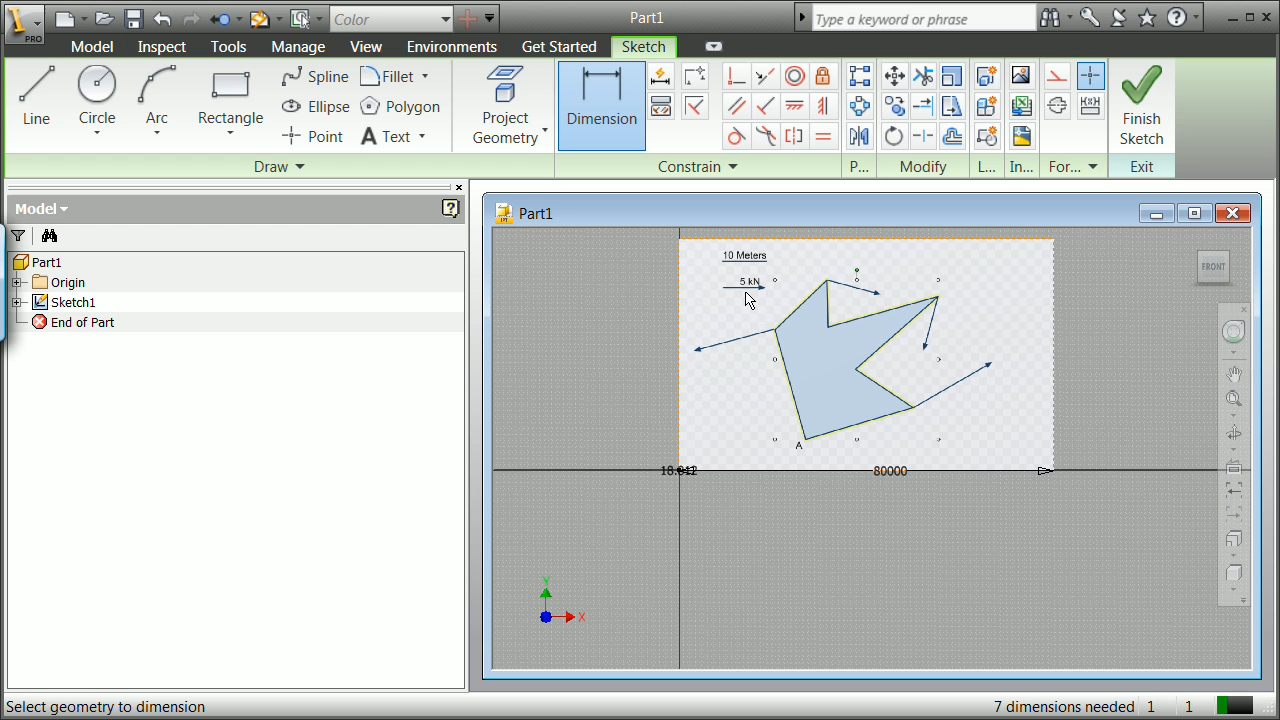 PRO
Color
Part1
Type a keyword or phrase
Model Inspect Tools Manage View Environments Get Started Sketch
Line
Circle
Arc
Rectangle
Spline
Ellipse
Point
Fillet
Polygon
Text
Project Geometry
Dimension
Finish Sketch
Draw
Constrain
P...
Modify
L...
In...
For...
Exit
Model
Part1
Origin
Sketch1
End of Part
Part1
10 Meters
5 kN
A
80000
FRONT
Y
X
Select geometry to dimension
7 dimensions needed 1 1